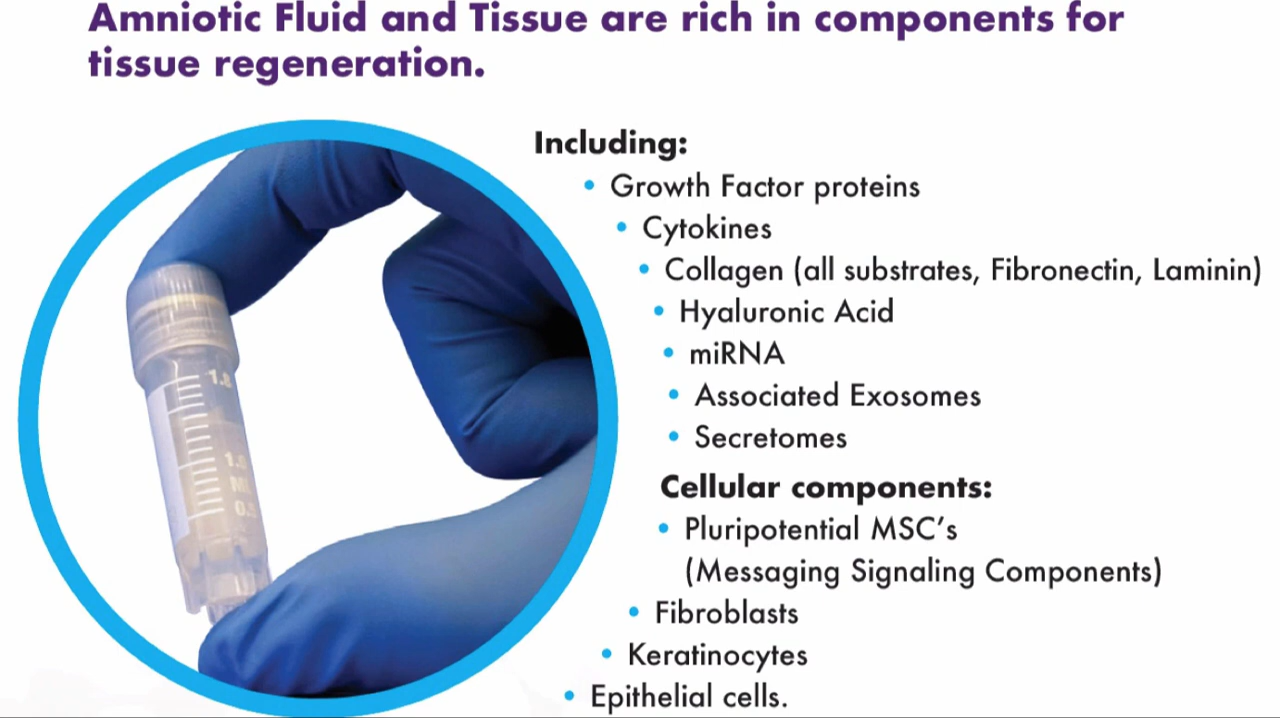 Amniotic Fluid and Tissue are rich in components for
tissue regeneration.
Including:
• Growth Factor proteins
• Cytokines
• Collagen (all substrates, Fibronectin, Laminin)
• Hyaluronic Acid
• miRNA
• Associated Exosomes
• Secretomes
Cellular components:
• Pluripotential MSC’s
(Messaging Signaling Components)
• Fibroblasts
• Keratinocytes
• Epithelial cells.
1.8